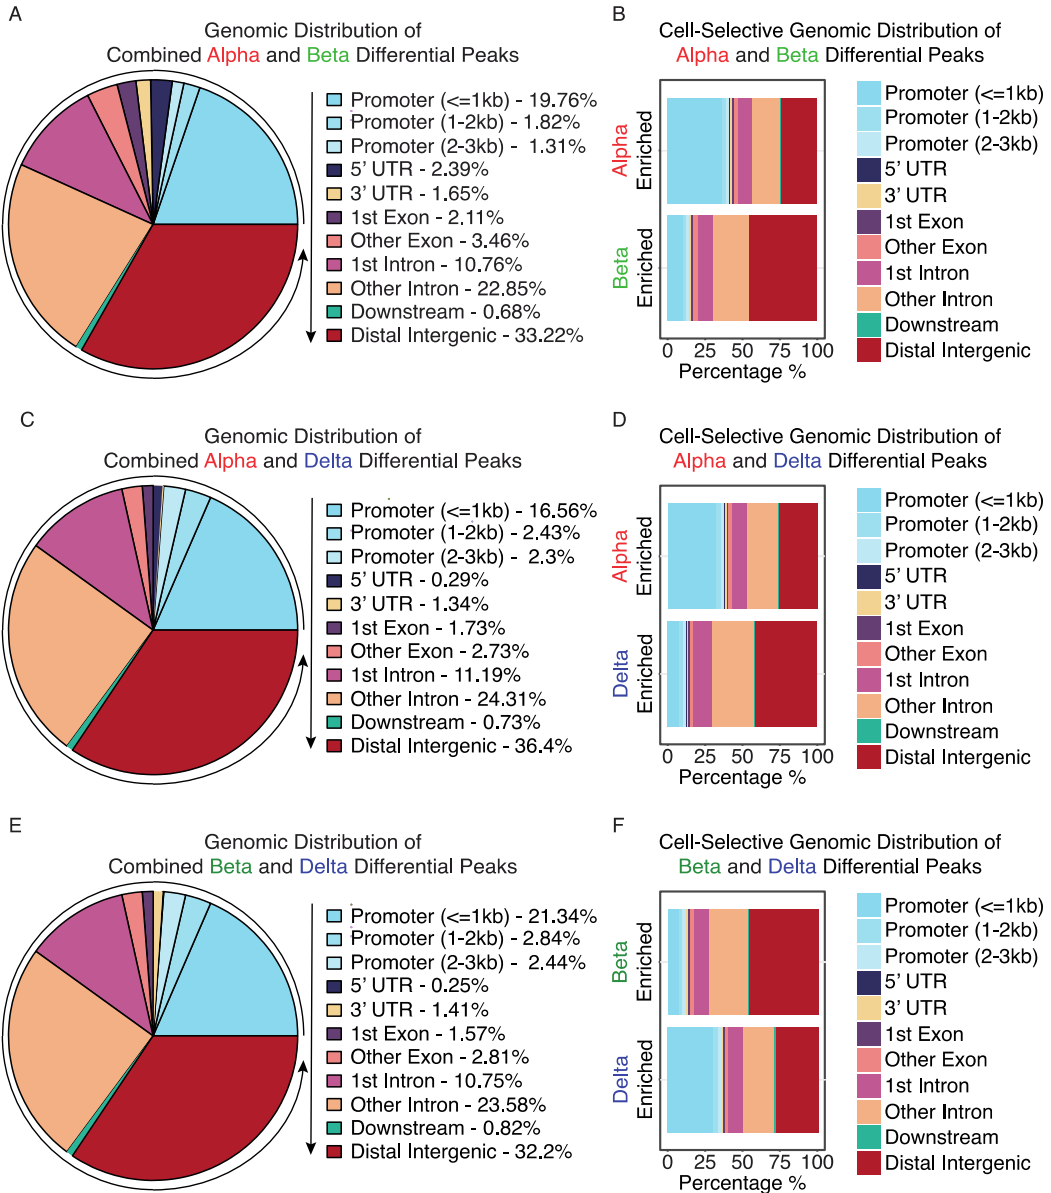 A
Genomic Distribution of
Combined Alpha and Beta Differential Peaks
Promoter (<=1kb) - 19.76%
Promoter (1-2kb) - 1.82%
Promoter (2-3kb) - 1.31%
5' UTR - 2.39%
3' UTR - 1.65%
1st Exon - 2.11%
Other Exon - 3.46%
1st Intron - 10.76%
Other Intron - 22.85%
Downstream - 0.68%
Distal Intergenic - 33.22%
B
Cell-Selective Genomic Distribution of
Alpha and Beta Differential Peaks
Alpha
Enriched
Beta
Enriched
0 25 50 75 100
Percentage %
Promoter (<=1kb)
Promoter (1-2kb)
Promoter (2-3kb)
5' UTR
3' UTR
1st Exon
Other Exon
1st Intron
Other Intron
Downstream
Distal Intergenic
C
Genomic Distribution of
Combined Alpha and Delta Differential Peaks
Promoter (<=1kb) - 16.56%
Promoter (1-2kb) - 2.43%
Promoter (2-3kb) - 2.3%
5' UTR - 0.29%
3' UTR - 1.34%
1st Exon - 1.73%
Other Exon - 2.73%
1st Intron - 11.19%
Other Intron - 24.31%
Downstream - 0.73%
Distal Intergenic - 36.4%
D
Cell-Selective Genomic Distribution of
Alpha and Delta Differential Peaks
Alpha
Enriched
Delta
Enriched
0 25 50 75 100
Percentage %
Promoter (<=1kb)
Promoter (1-2kb)
Promoter (2-3kb)
5' UTR
3' UTR
1st Exon
Other Exon
1st Intron
Other Intron
Downstream
Distal Intergenic
E
Genomic Distribution of
Combined Beta and Delta Differential Peaks
Promoter (<=1kb) - 21.34%
Promoter (1-2kb) - 2.84%
Promoter (2-3kb) - 2.44%
5' UTR - 0.25%
3' UTR - 1.41%
1st Exon - 1.57%
Other Exon - 2.81%
1st Intron - 10.75%
Other Intron - 23.58%
Downstream - 0.82%
Distal Intergenic - 32.2%
F
Cell-Selective Genomic Distribution of
Beta and Delta Differential Peaks
Beta
Enriched
Delta
Enriched
0 25 50 75 100
Percentage %
Promoter (<=1kb)
Promoter (1-2kb)
Promoter (2-3kb)
5' UTR
3' UTR
1st Exon
Other Exon
1st Intron
Other Intron
Downstream
Distal Intergenic